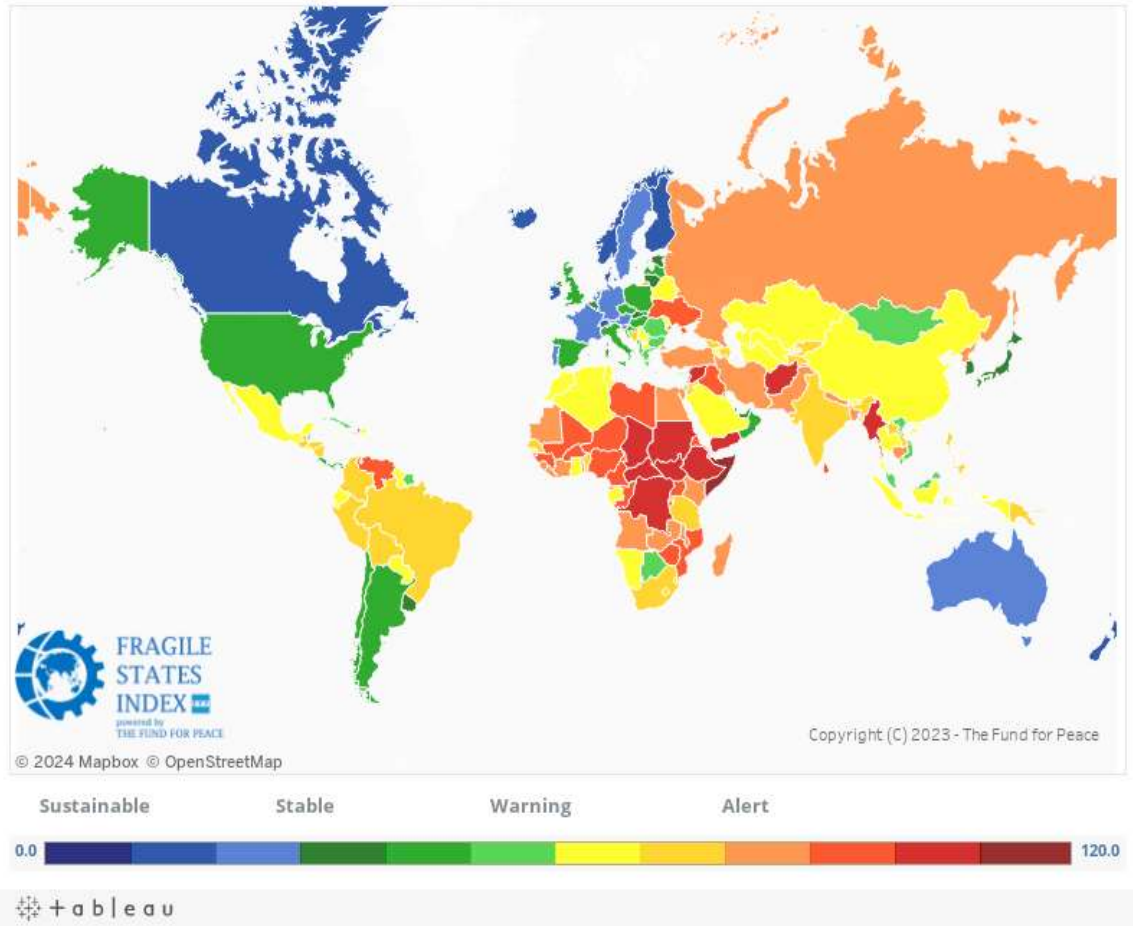 FRAGILE
STATES
INDEX
powered by
THE FUND FOR PEACE
Copyright (C) 2023 - The Fund for Peace
© 2024 Mapbox © OpenStreetMap
Sustainable Stable Warning Alert
0.0 120.0
+ableau